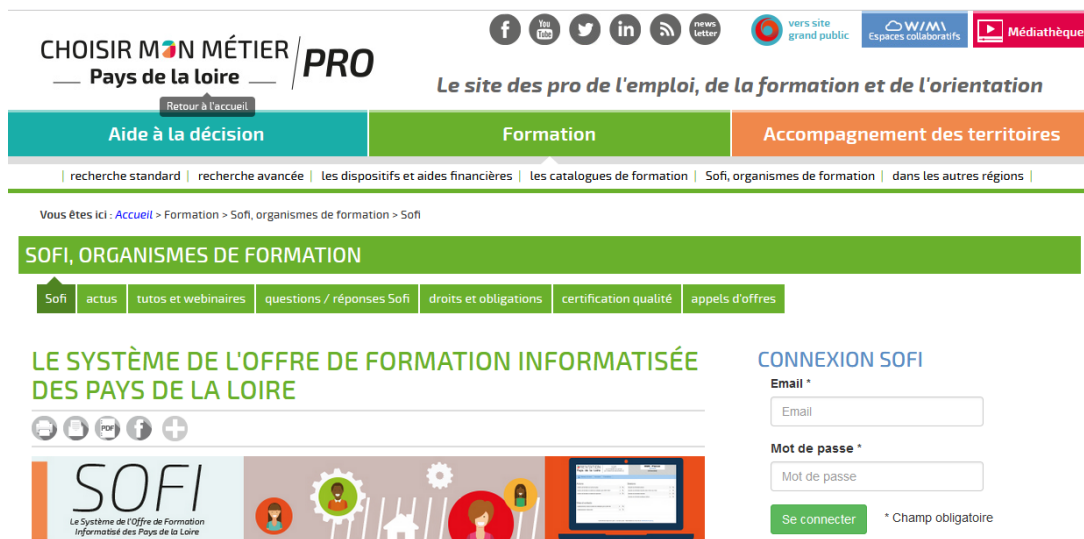 CHOISIR MON MÉTIER
Pays de la loire
PRO
Retour à l'accueil
f
You
Tube
in
news
letter
vers site
grand public
W/M\
Espaces collaboratifs
Médiathèque
Le site des pro de l'emploi, de la formation et de l'orientation
Aide à la décision
Formation
Accompagnement des territoires
| recherche standard | recherche avancée | les dispositifs et aides financières | les catalogues de formation | Sofi, organismes de formation | dans les autres régions |
Vous êtes ici : Accueil > Formation > Sofi, organismes de formation > Sofi
SOFI, ORGANISMES DE FORMATION
Sofi
actus
tutos et webinaires
questions / réponses Sofi
droits et obligations
certification qualité
appels d'offres
LE SYSTÈME DE L'OFFRE DE FORMATION INFORMATISÉE
DES PAYS DE LA LOIRE
PDF
f
SOFI
Le Système de l'Offre de Formation
Informatisé des Pays de la Loire
CONNEXION SOFI
Email *
Email
Mot de passe *
Mot de passe
Se connecter
* Champ obligatoire